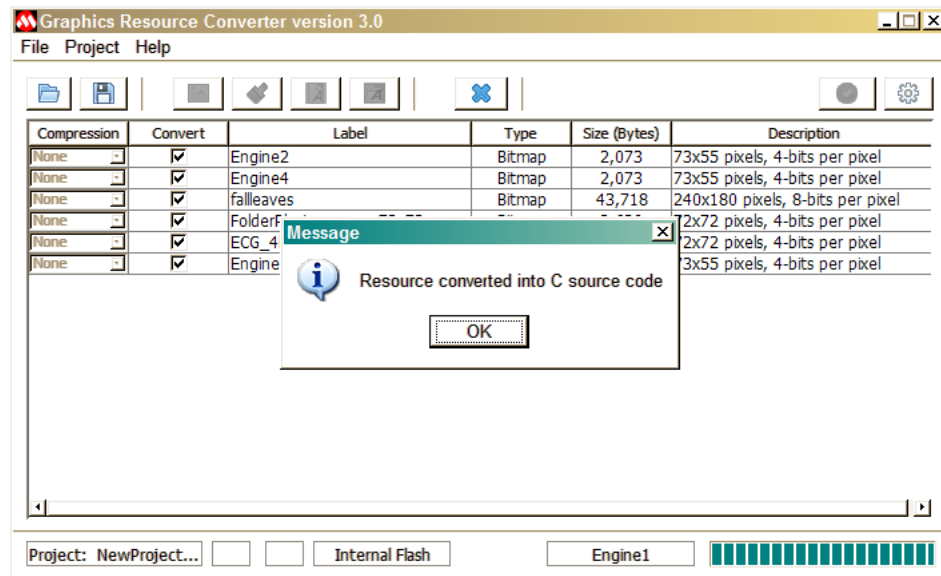 Graphics Resource Converter version 3.0
File Project Help
Compression Convert Label Type Size (Bytes) Description
None Engine2 Bitmap 2,073 73x55 pixels, 4-bits per pixel
None Engine4 Bitmap 2,073 73x55 pixels, 4-bits per pixel
None fallleaves Bitmap 43,718 240x180 pixels, 8-bits per pixel
None 72x72 pixels, 4-bits per pixel
None ECG_4 72x72 pixels, 4-bits per pixel
None Engine 73x55 pixels, 4-bits per pixel
Message
Resource converted into C source code
OK
Project: NewProject... Internal Flash Engine1